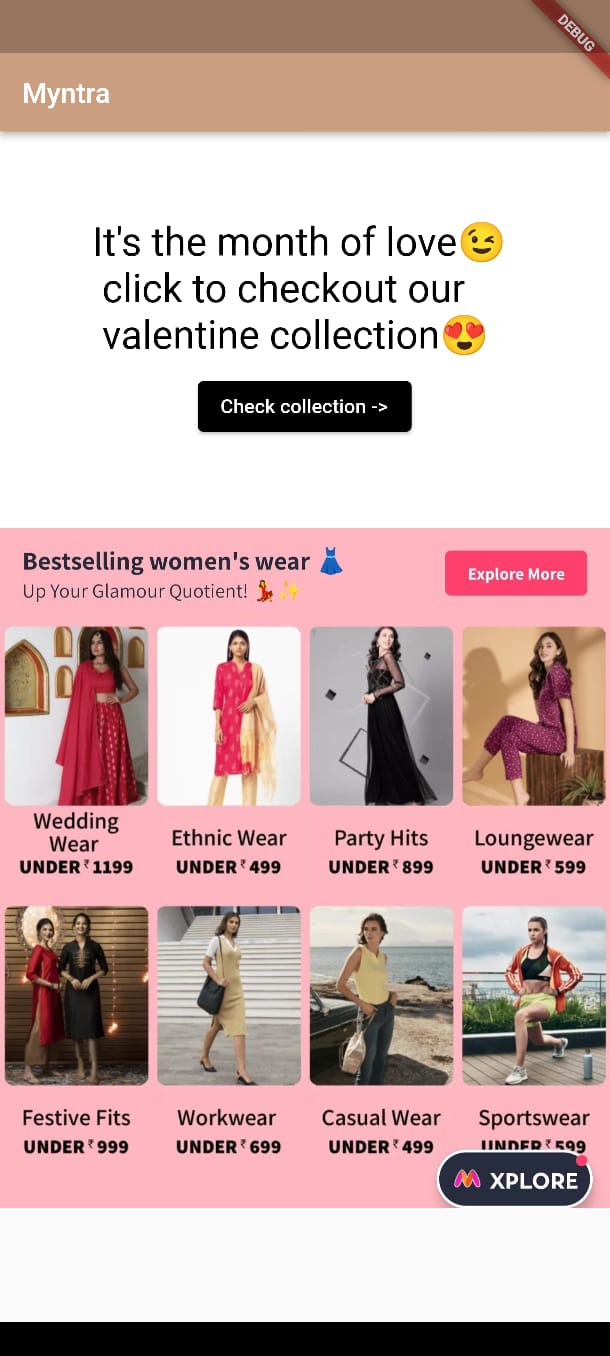 DEBUG
Myntra
It's the month of love😉
click to checkout our
valentine collection😍
Check collection ->
Bestselling women's wear 👗
Up Your Glamour Quotient! 💃✨
Explore More
Wedding
Wear
UNDER ₹1199
Ethnic Wear
UNDER ₹499
Party Hits
UNDER ₹899
Loungewear
UNDER ₹599
Festive Fits
UNDER ₹999
Workwear
UNDER ₹699
Casual Wear
UNDER ₹499
Sportswear
UNDER ₹599
XPLORE